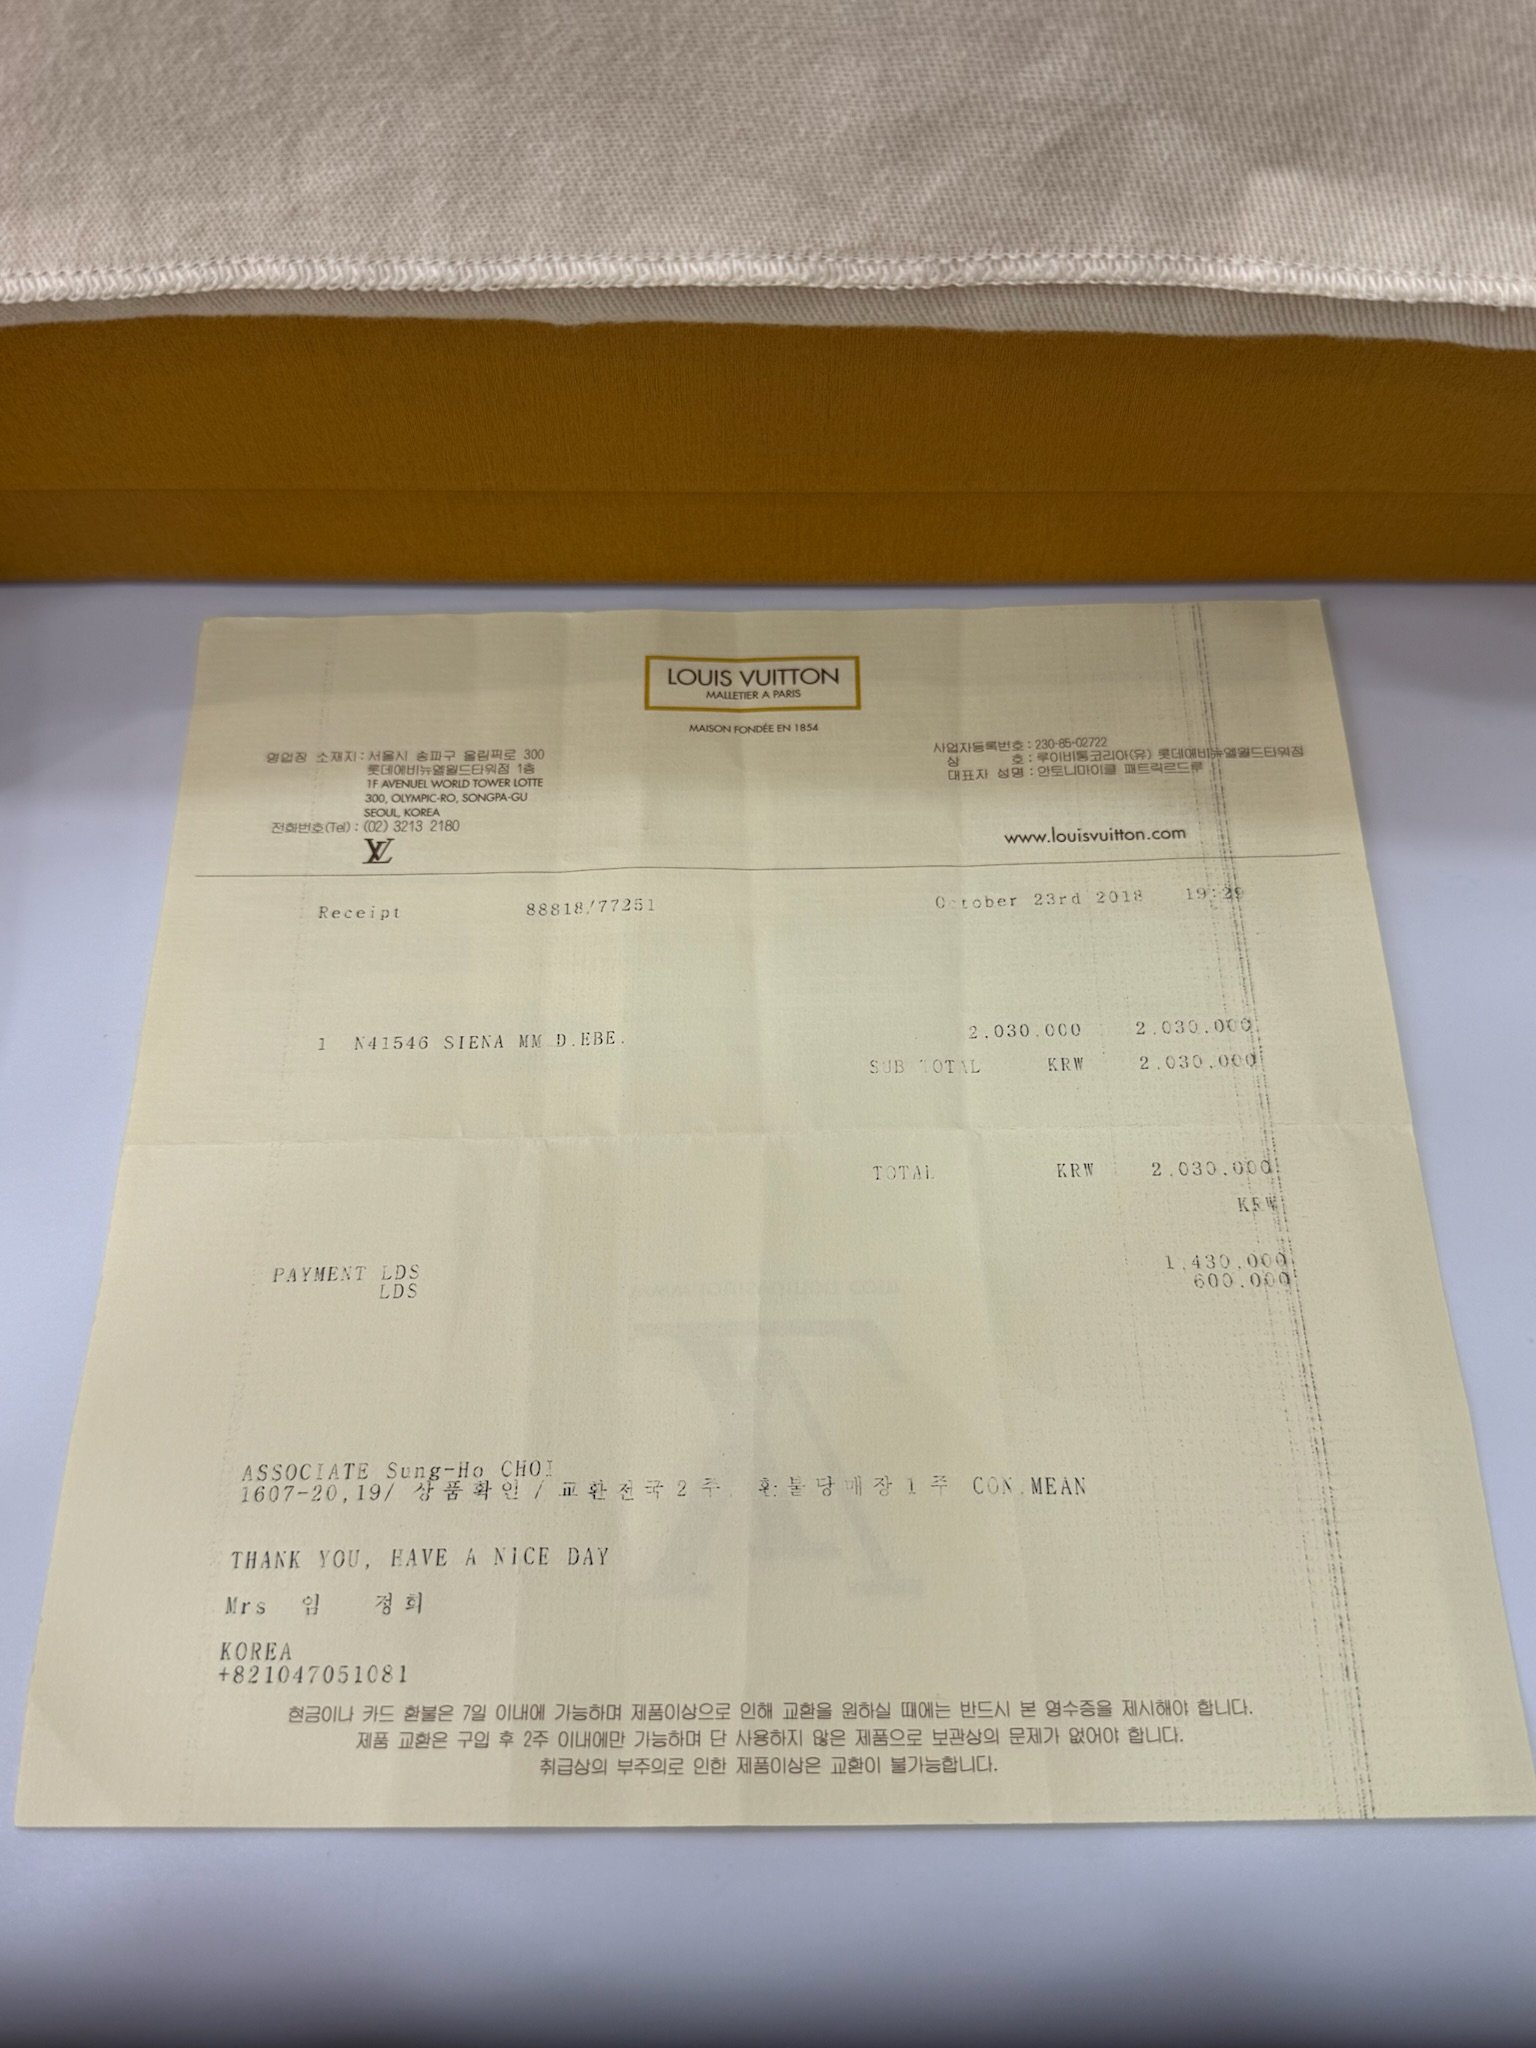 LOUIS VUITTON
MALLETIER A PARIS
MAISON FONDÉE EN 1854
영업장 소재지 : 서울시 송파구 올림픽로 300
롯데에비뉴엘월드타워점 1층
1F AVENUEL WORLD TOWER LOTTE
300, OLYMPIC-RO, SONGPA-GU
SEOUL, KOREA
전화번호(Tel) : (02) 3213 2180
LV
사업자등록번호 : 230-85-02722
상 호 : 루이비통코리아(유) 롯데에비뉴엘월드타워점
대표자 성명 : 안토니마이클 패트릭르드루
www.louisvuitton.com
Receipt 88818/77251 October 23rd 2018 19:29
1 N41546 SIENA MM D.EBE. 2.030.000 2.030.000
SUB TOTAL KRW 2.030.000
TOTAL KRW 2.030.000
KRW
PAYMENT LDS 1.430.000
LDS 600.000
ASSOCIATE Sung-Ho CHOI
1607-20,19/ 상품확인/교환전국2주, 환불당매장1주 CON.MEAN
THANK YOU, HAVE A NICE DAY
Mrs 임 정희
KOREA
+821047051081
현금이나 카드 환불은 7일 이내에 가능하며 제품이상으로 인해 교환을 원하실 때에는 반드시 본 영수증을 제시해야 합니다.
제품 교환은 구입 후 2주 이내에만 가능하며 단 사용하지 않은 제품으로 보관상의 문제가 없어야 합니다.
취급상의 부주의로 인한 제품이상은 교환이 불가능합니다.